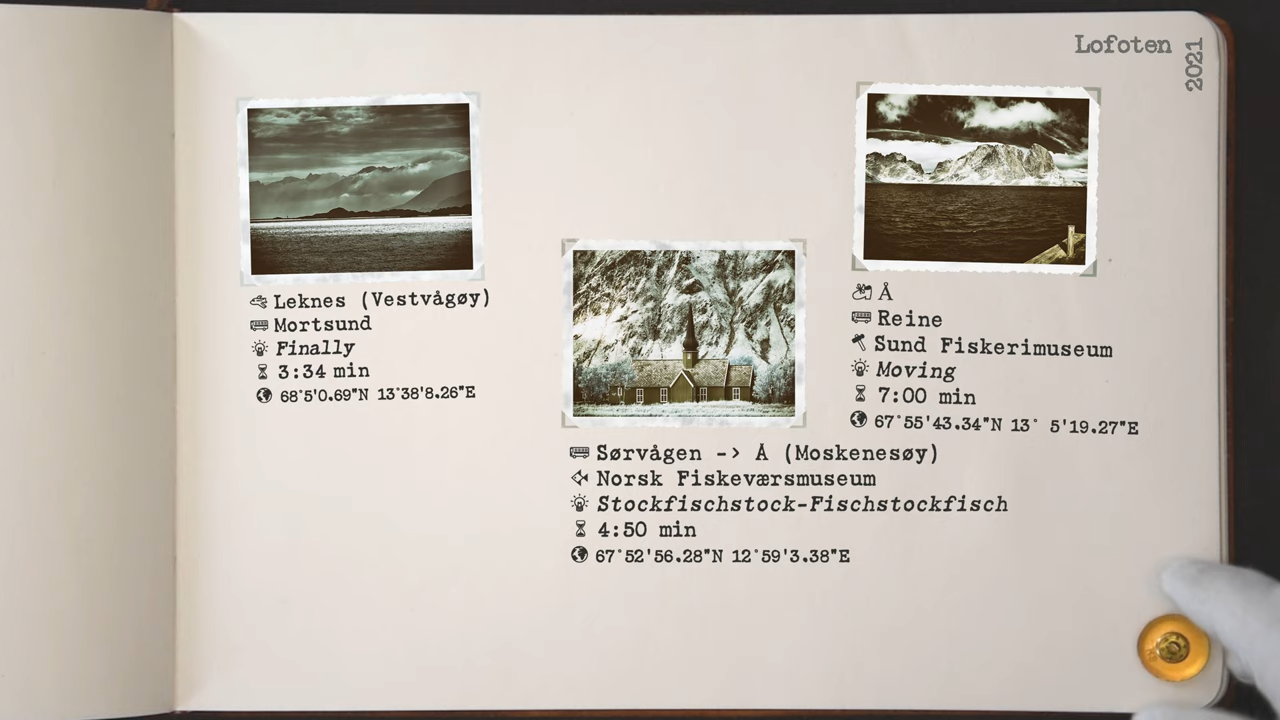 Lofoten
2021
Leknes (Vestvågøy)
Mortsund
Finally
3:34 min
68°5'0.69"N 13°38'8.26"E
Sørvågen -> Å (Moskenesøy)
Norsk Fiskeværsmuseum
Stockfischstock-Fischstockfisch
4:50 min
67°52'56.28"N 12°59'3.38"E
Å
Reine
Sund Fiskerimuseum
Moving
7:00 min
67°55'43.34"N 13° 5'19.27"E